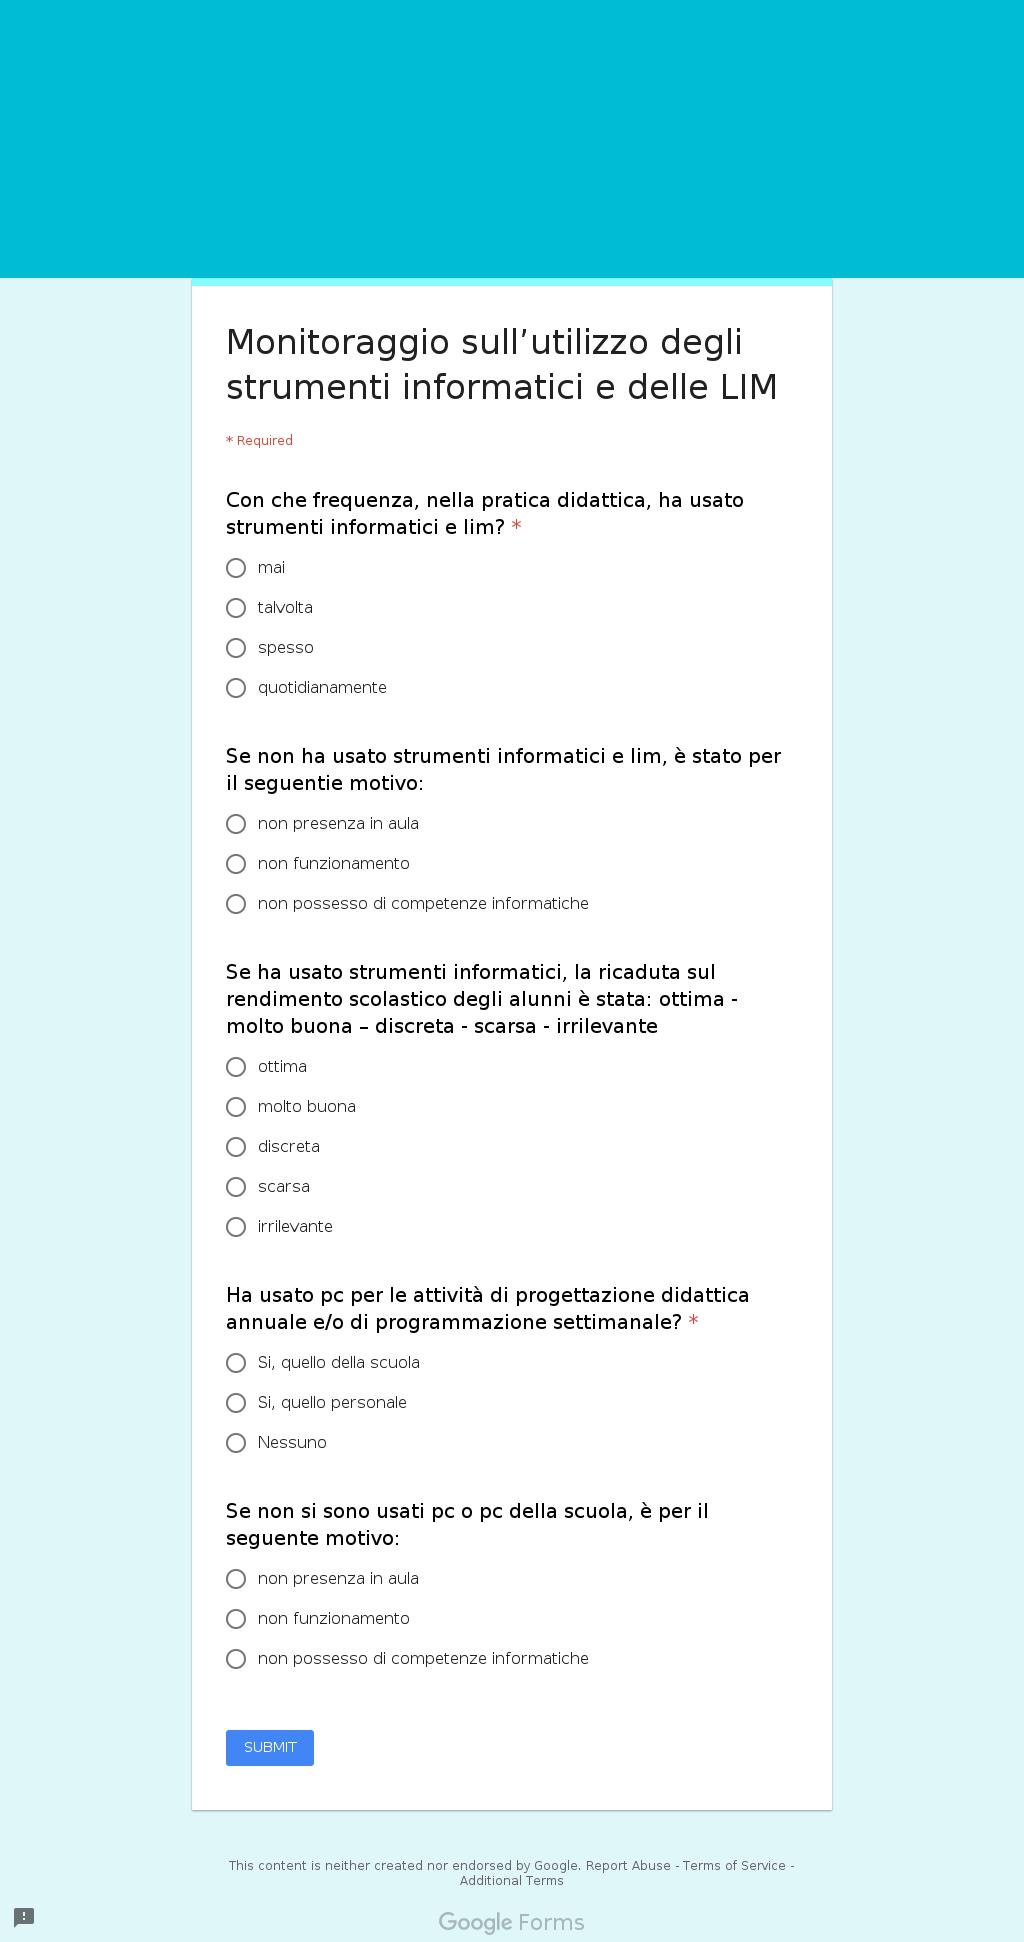 Monitoraggio sull’utilizzo degli
strumenti informatici e delle LIM
* Required
Con che frequenza, nella pratica didattica, ha usato
strumenti informatici e lim? *
mai
talvolta
spesso
quotidianamente
Se non ha usato strumenti informatici e lim, è stato per
il seguentie motivo:
non presenza in aula
non funzionamento
non possesso di competenze informatiche
Se ha usato strumenti informatici, la ricaduta sul
rendimento scolastico degli alunni è stata: ottima -
molto buona – discreta - scarsa - irrilevante
ottima
molto buona
discreta
scarsa
irrilevante
Ha usato pc per le attività di progettazione didattica
annuale e/o di programmazione settimanale? *
Si, quello della scuola
Si, quello personale
Nessuno
Se non si sono usati pc o pc della scuola, è per il
seguente motivo:
non presenza in aula
non funzionamento
non possesso di competenze informatiche
SUBMIT
This content is neither created nor endorsed by Google. Report Abuse - Terms of Service -
Additional Terms
Google Forms